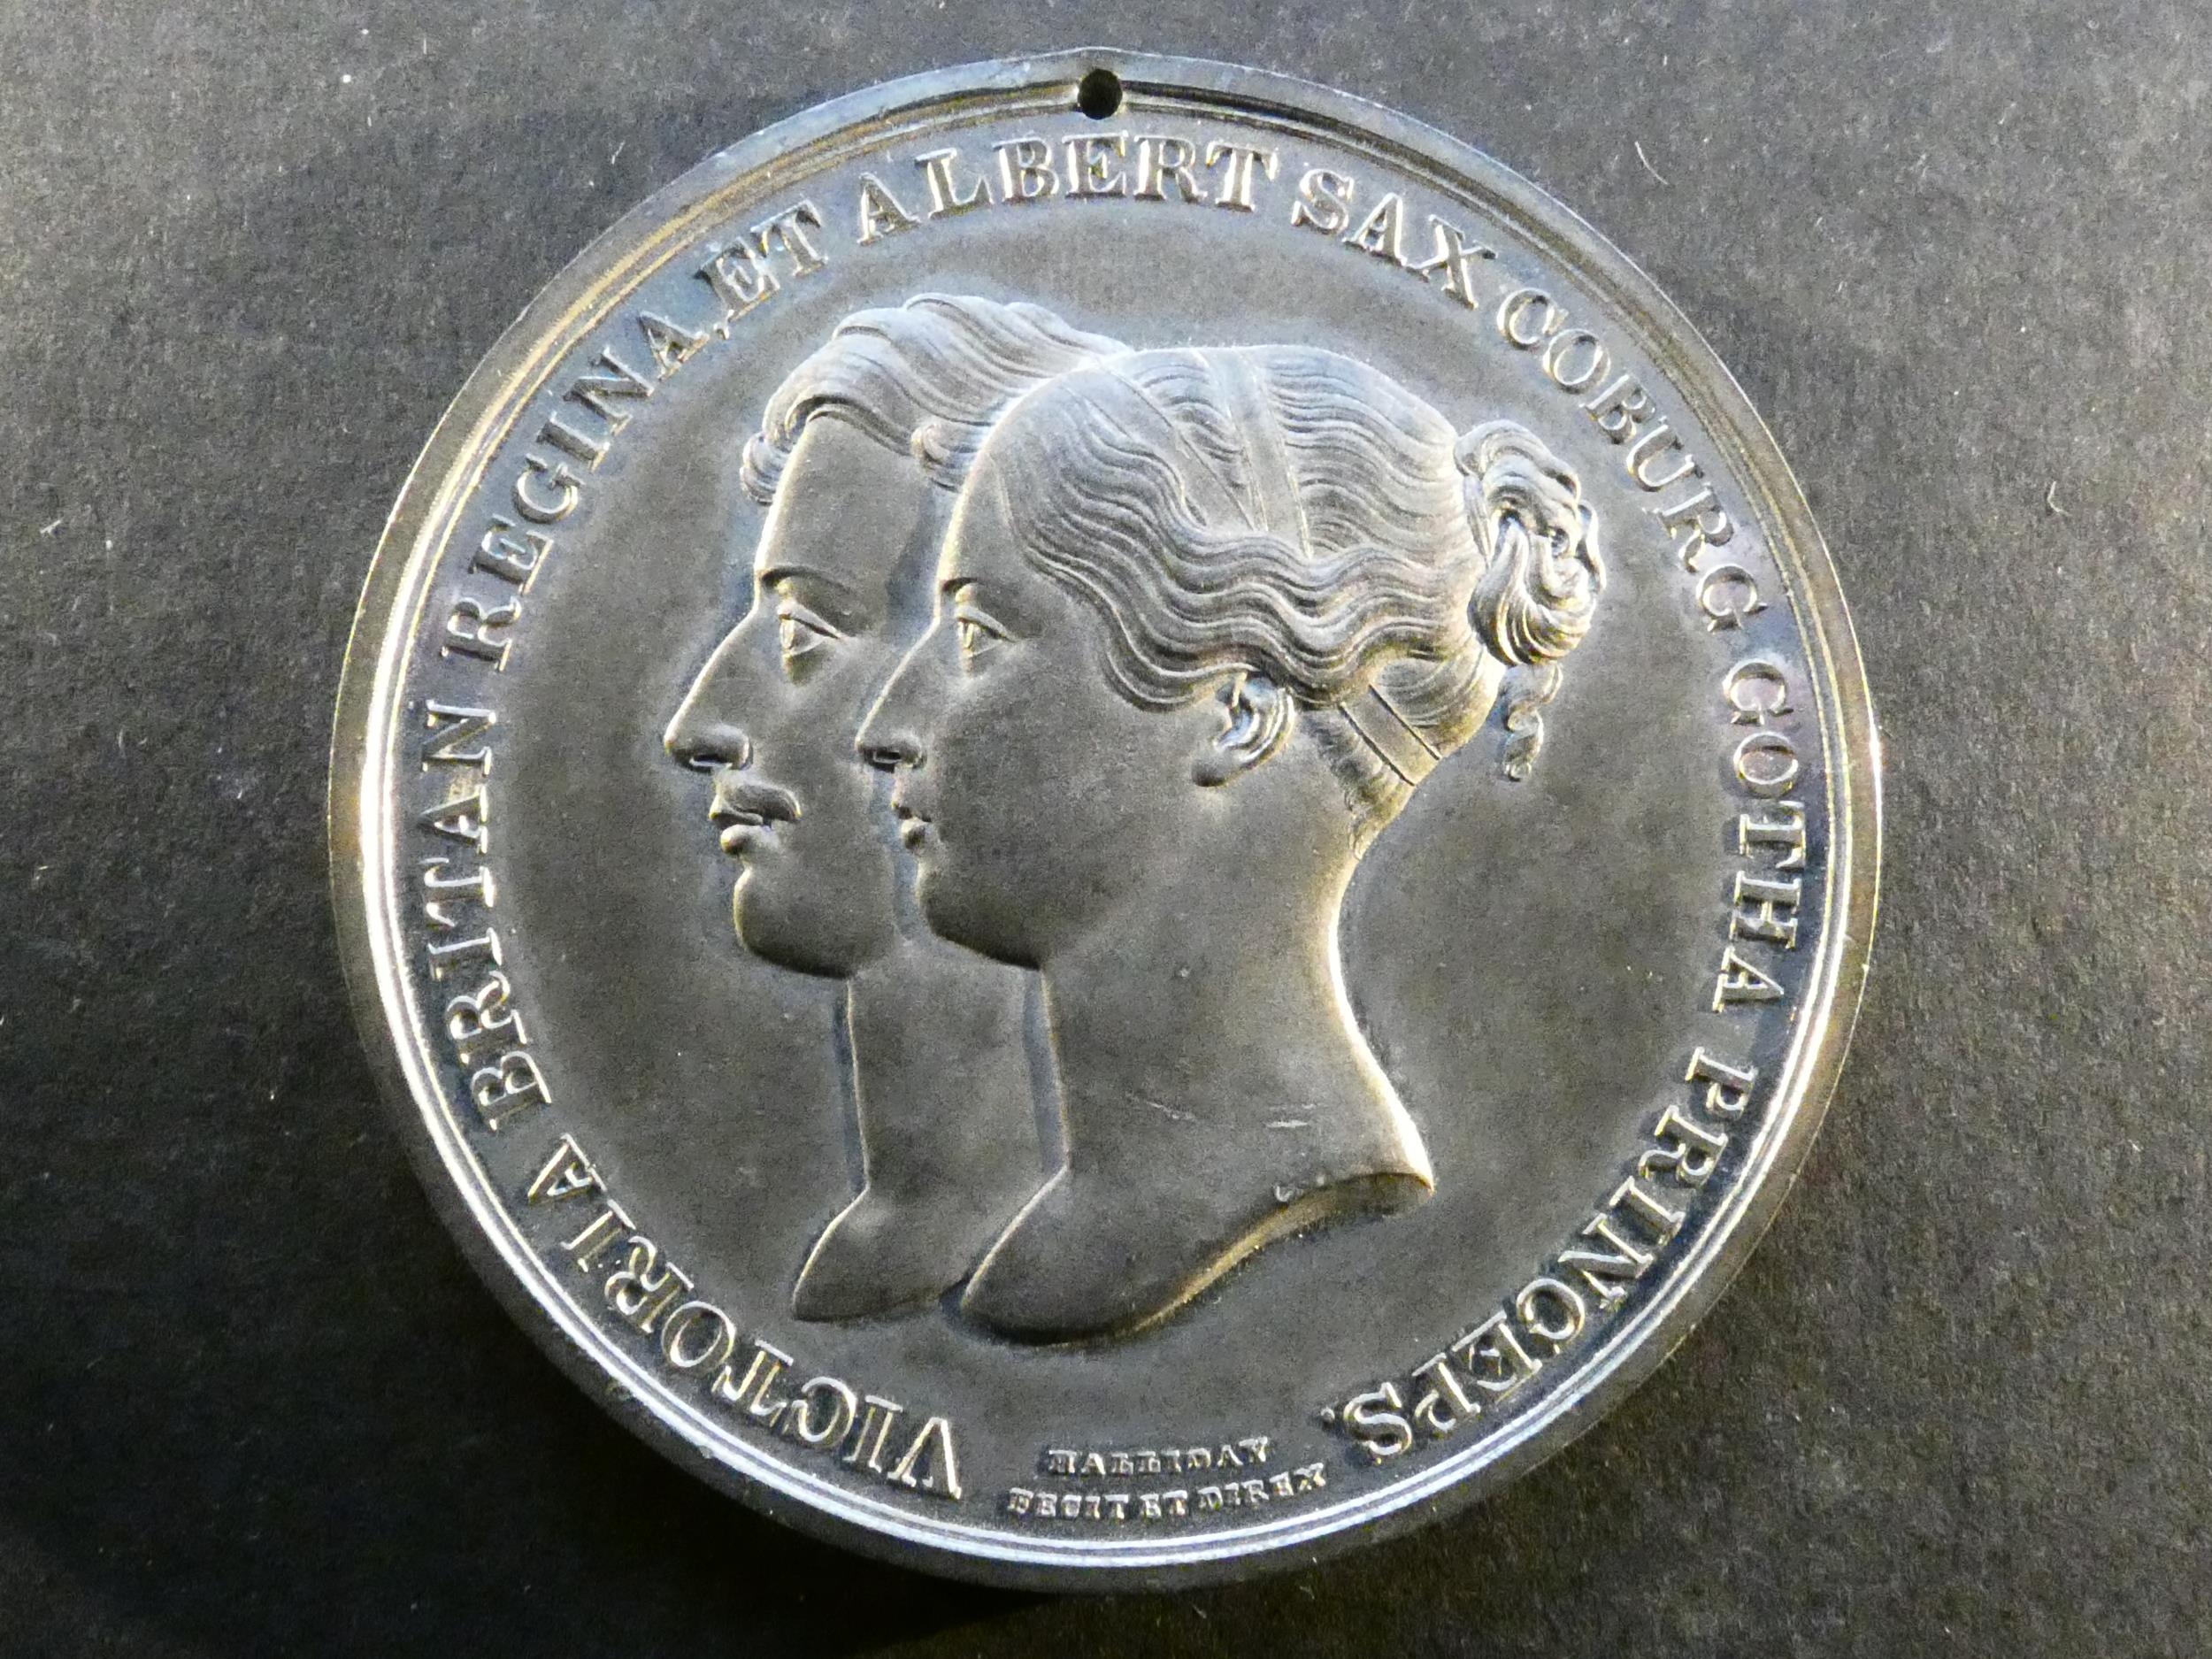 VICTORIA BRITAN REGINA, ET ALBERT SAX COBURG GOTHA PRINCEPS.
HALLIDAY
FECIT ET DIREX